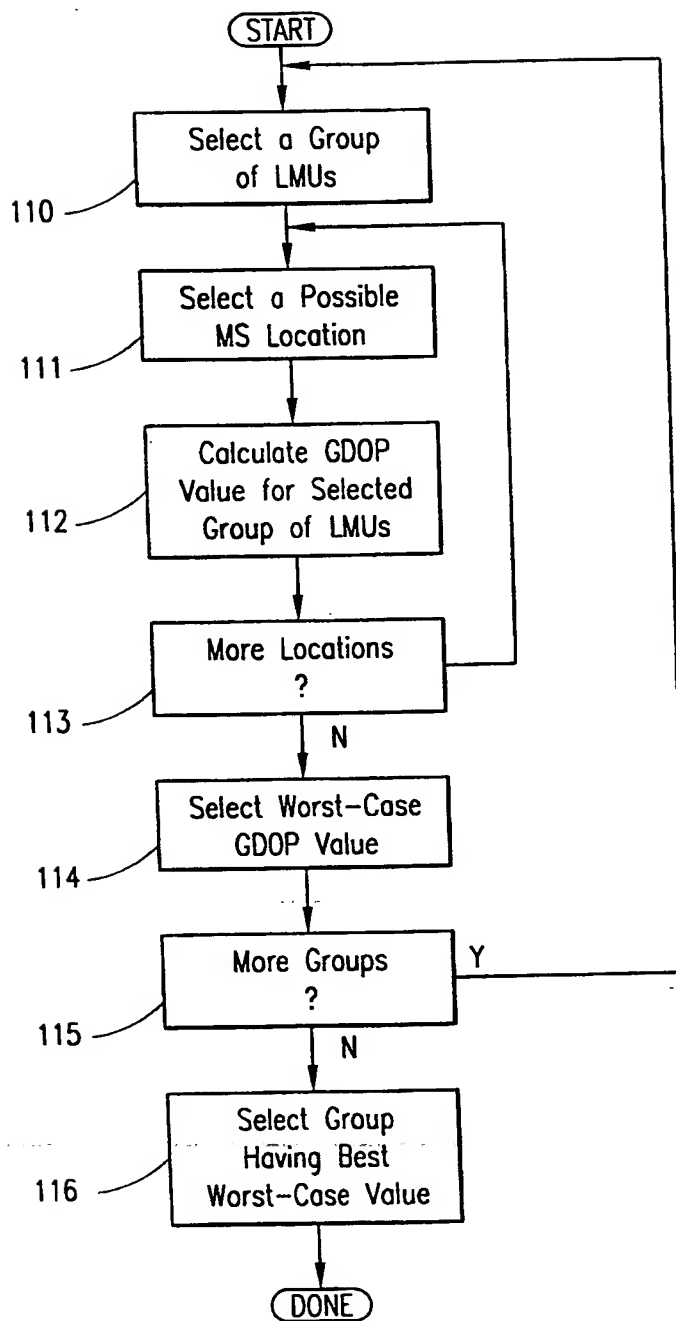 START
Select a Group
of LMUs
110
Select a Possible
MS Location
111
Calculate GDOP
Value for Selected
Group of LMUs
112
More Locations
?
113
N
Select Worst-Case
GDOP Value
114
More Groups
?
Y
115
N
Select Group
Having Best
Worst-Case Value
116
DONE